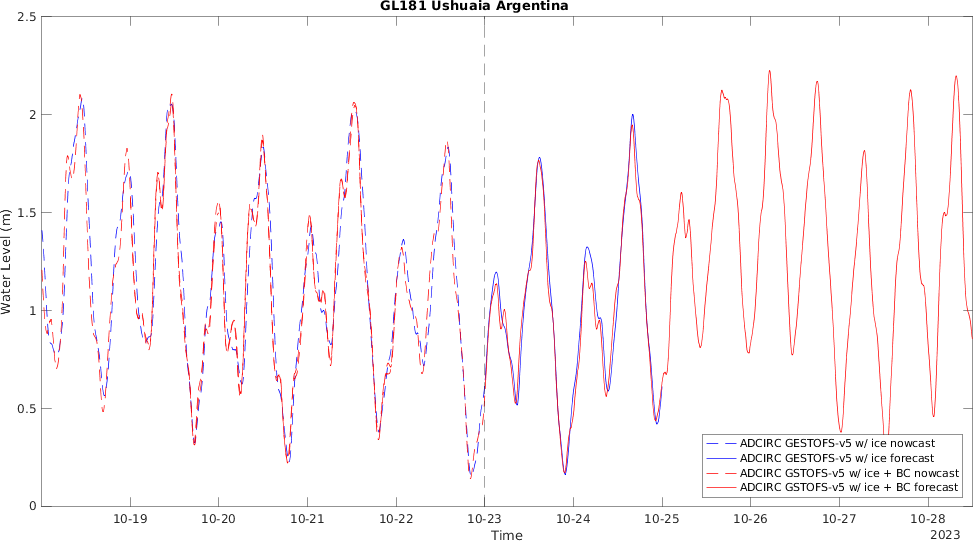 GL181 Ushuaia Argentina
2.5
2
1.5
1
0.5
0
Water Level (m)
ADCIRC GESTOFS-v5 w/ ice nowcast
ADCIRC GESTOFS-v5 w/ ice forecast
ADCIRC GSTOFS-v5 w/ ice + BC nowcast
ADCIRC GSTOFS-v5 w/ ice + BC forecast
10-19 10-20 10-21 10-22 10-23 10-24 10-25 10-26 10-27 10-28
Time
2023